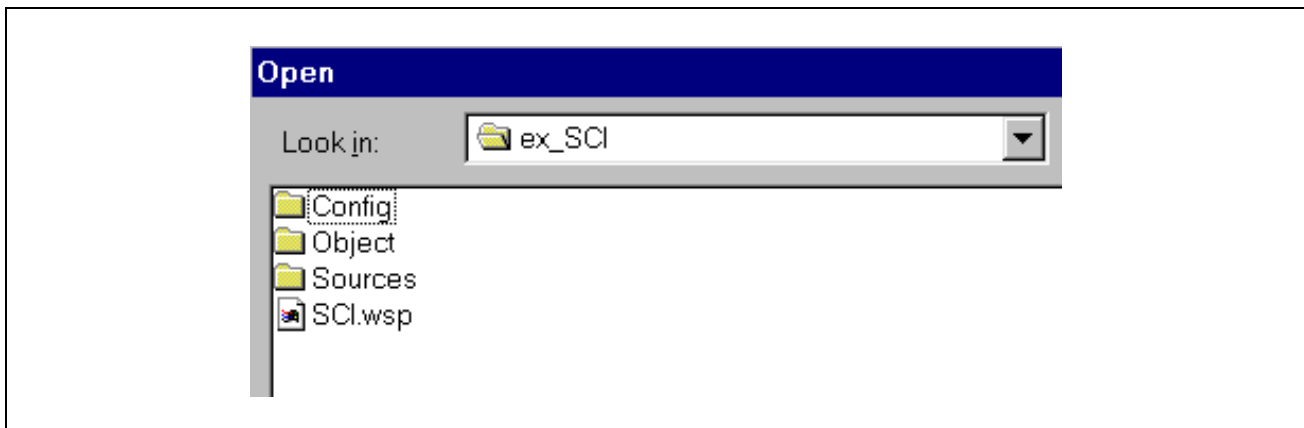 Open
Look in: ex_SCI
Config
Object
Sources
SCI.wsp